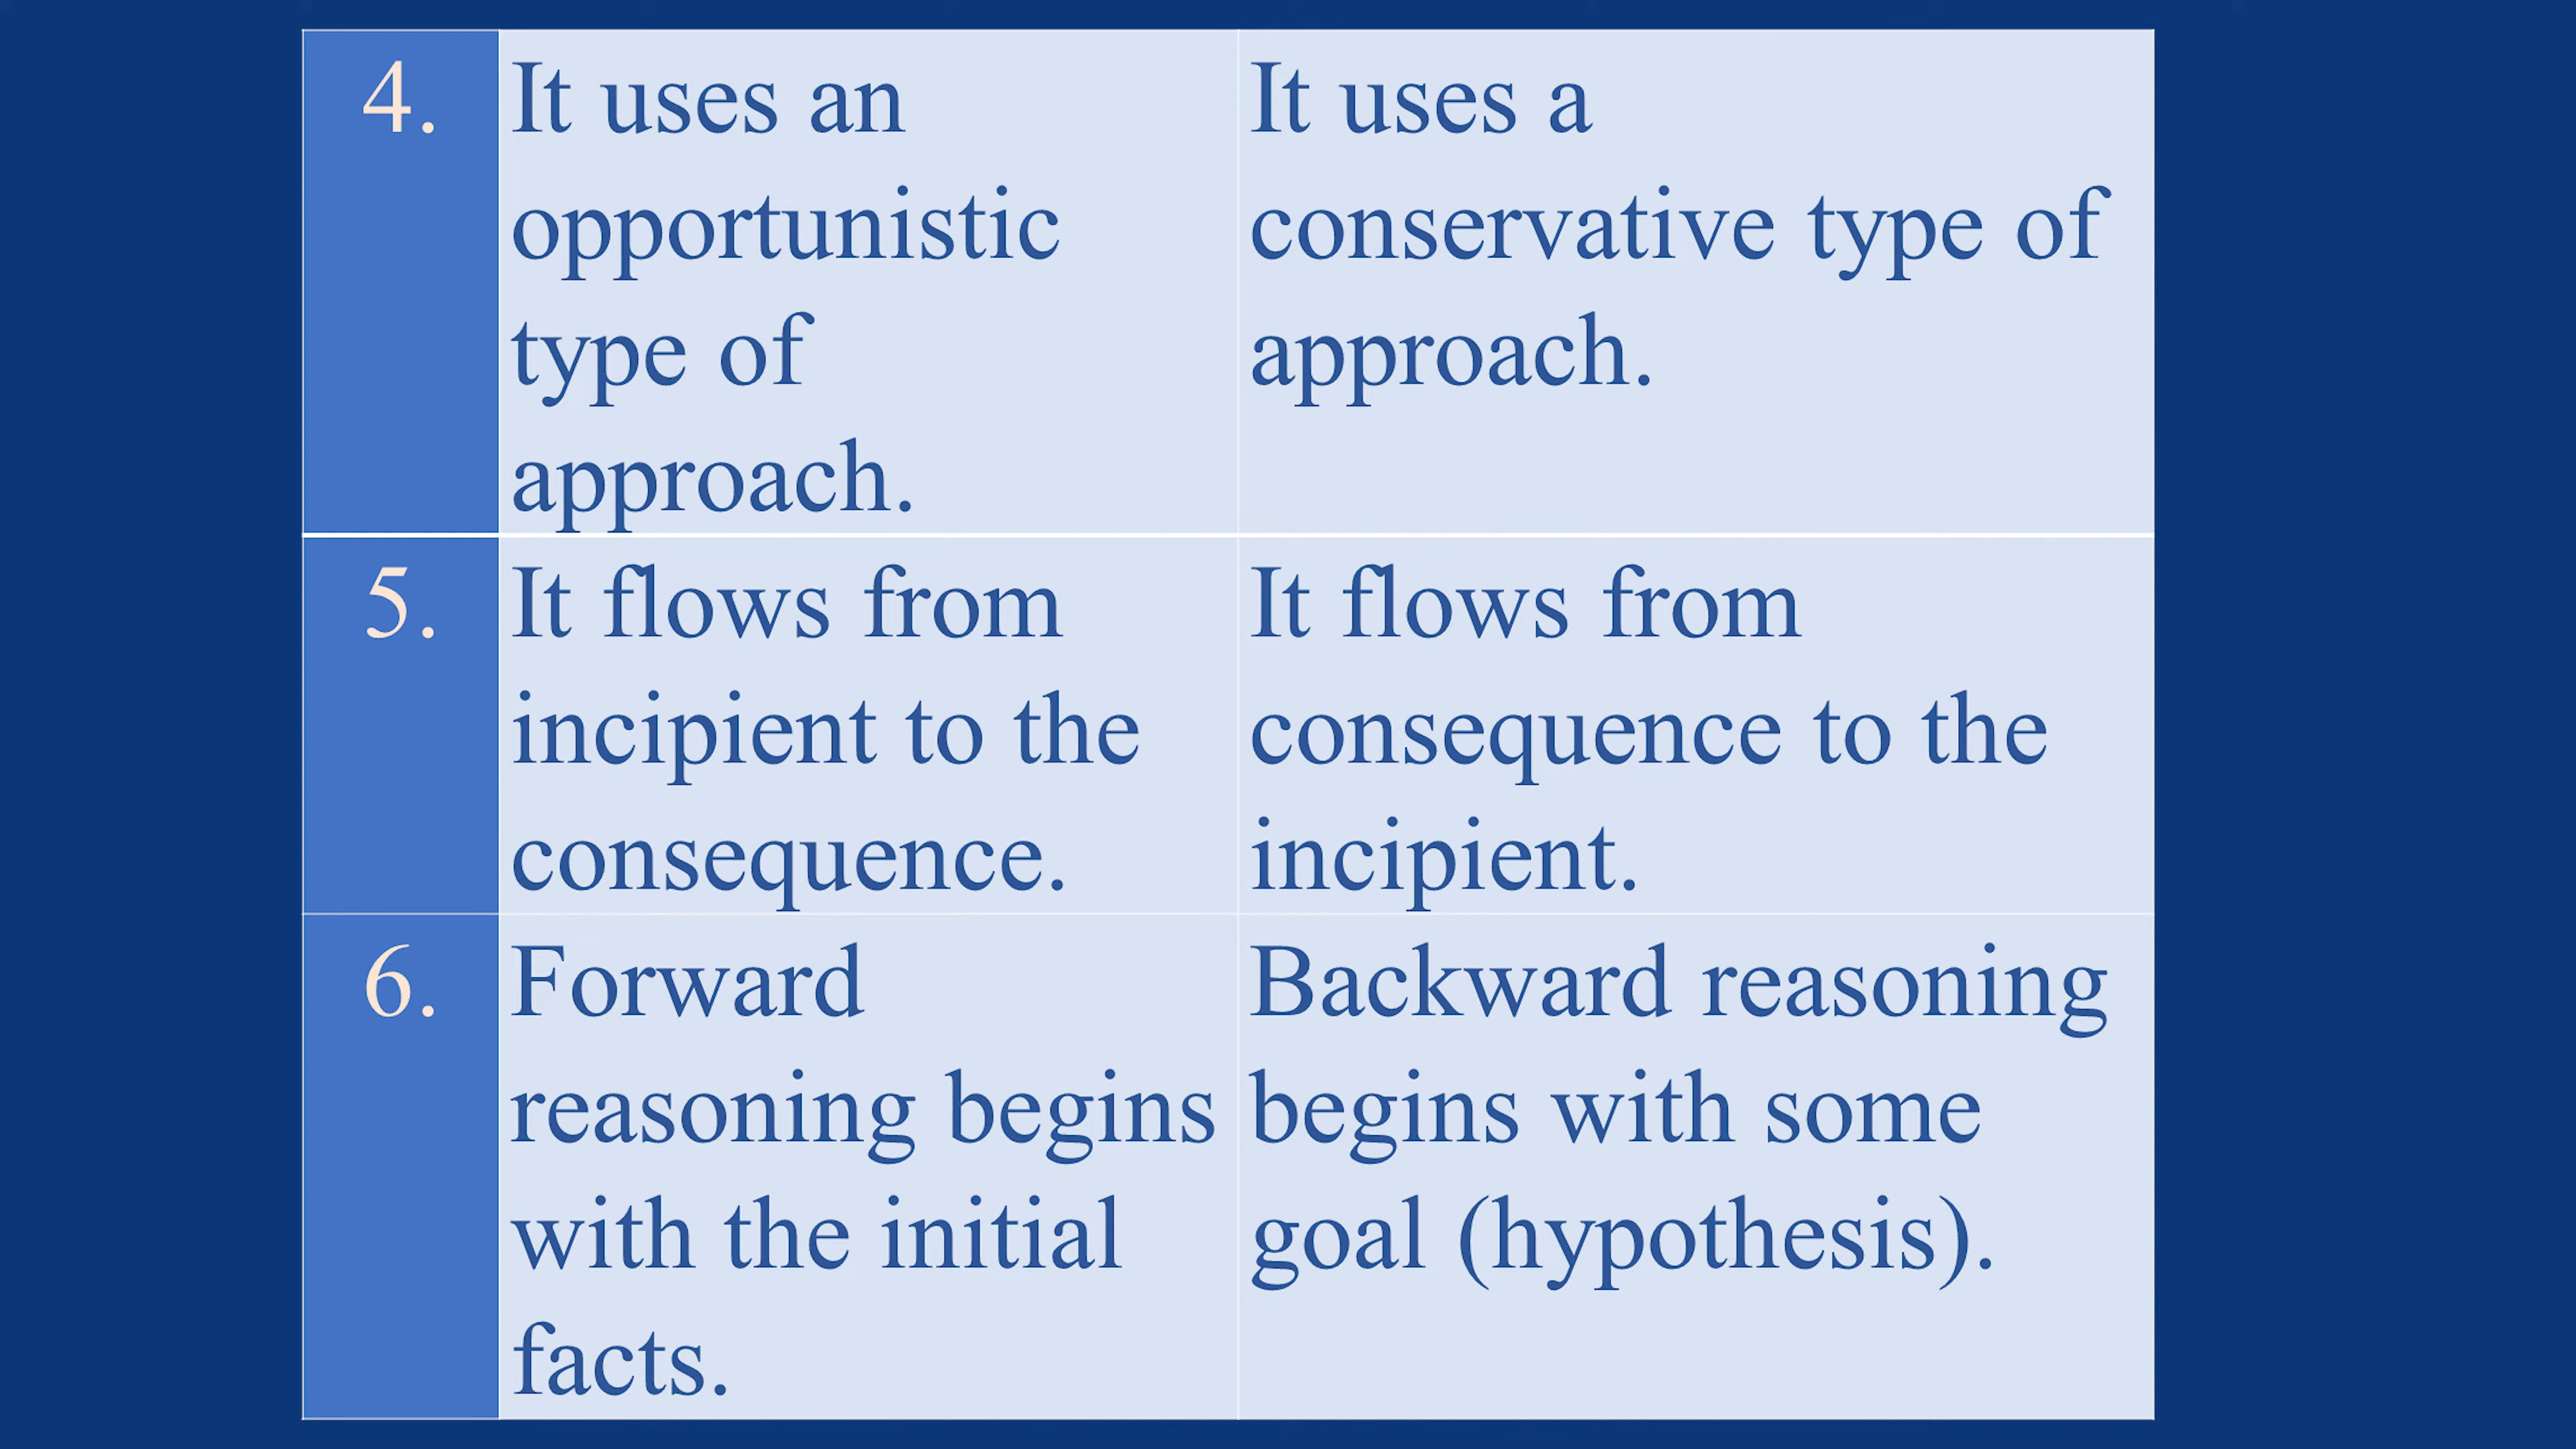 4.
It uses an
opportunistic
type of
approach.
It uses a
conservative type of
approach.
5.
It flows from
incipient to the
consequence.
It flows from
consequence to the
incipient.
6.
Forward
reasoning begins
with the initial
facts.
Backward reasoning
begins with some
goal (hypothesis).